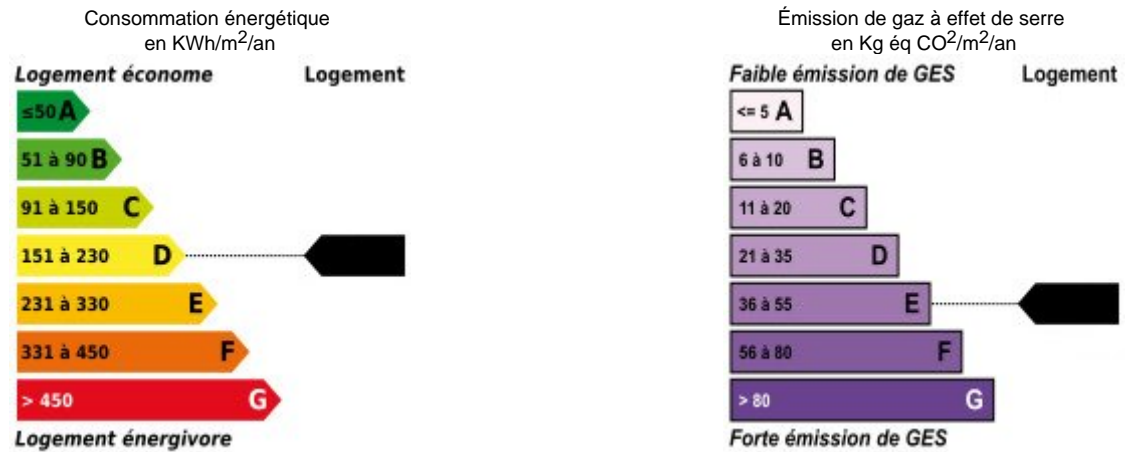 Consommation énergétique
en KWh/m2/an
Logement économe Logement
≤50 A
51 à 90 B
91 à 150 C
151 à 230 D
231 à 330 E
331 à 450 F
> 450 G
Logement énergivore
Émission de gaz à effet de serre
en Kg éq CO2/m2/an
Faible émission de GES Logement
<= 5 A
6 à 10 B
11 à 20 C
21 à 35 D
36 à 55 E
56 à 80 F
> 80 G
Forte émission de GES